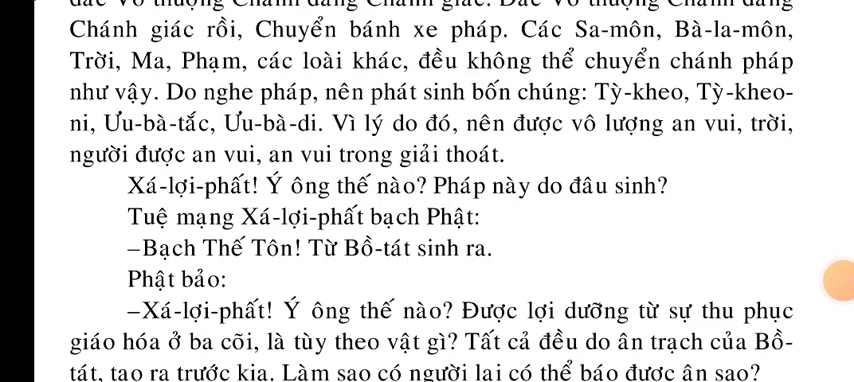 Chánh giác rồi, Chuyển bánh xe pháp. Các Sa-môn, Bà-la-môn,
Trời, Ma, Phạm, các loài khác, đều không thể chuyển chánh pháp
như vậy. Do nghe pháp, nên phát sinh bốn chúng: Tỳ-kheo, Tỳ-kheo-
ni, Ưu-bà-tắc, Ưu-bà-di. Vì lý do đó, nên được vô lượng an vui, trời,
người được an vui, an vui trong giải thoát.
Xá-lợi-phất! Ý ông thế nào? Pháp này do đâu sinh?
Tuệ mạng Xá-lợi-phất bạch Phật:
–Bạch Thế Tôn! Từ Bồ-tát sinh ra.
Phật bảo:
–Xá-lợi-phất! Ý ông thế nào? Được lợi dưỡng từ sự thu phục
giáo hóa ở ba cõi, là tùy theo vật gì? Tất cả đều do ân trạch của Bồ-
tát, tạo ra trước kia. Làm sao có người lại có thể báo được ân sao?